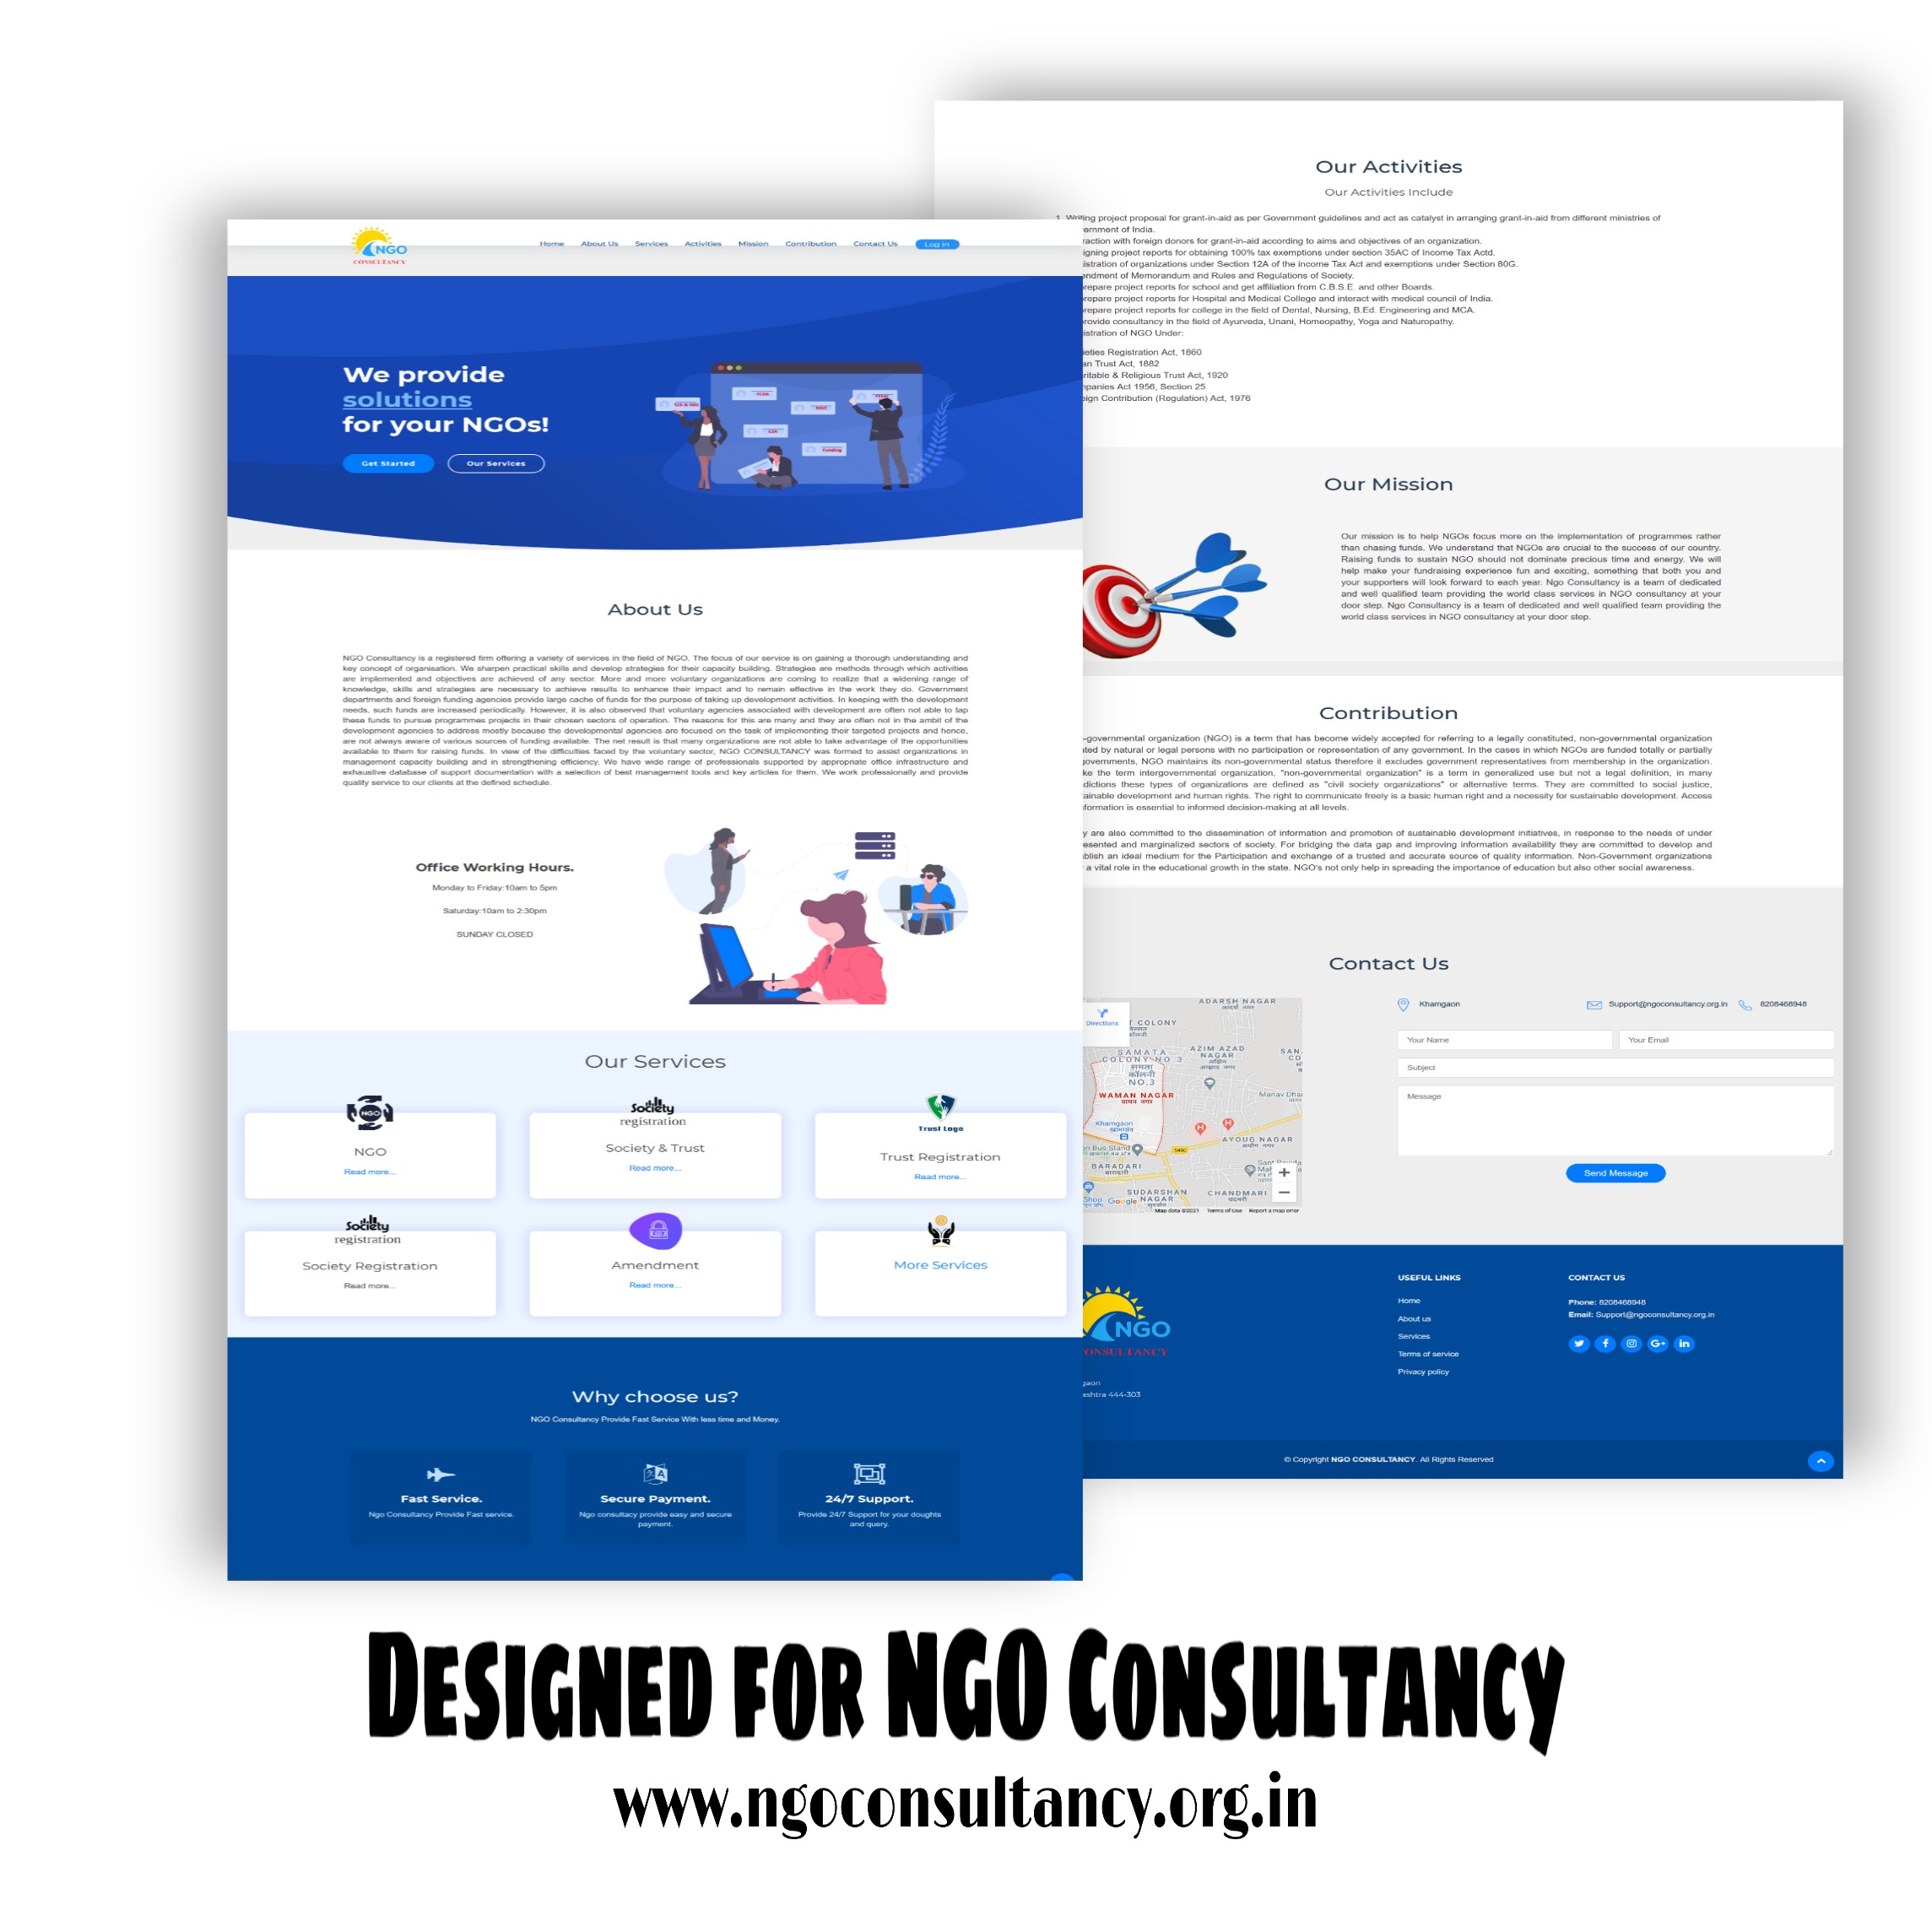 NGO
CONSULTANCY
Home About Us Services Activities Mission Contribution Contact Us Log In
We provide
solutions
for your NGOs!
Get Started Our Services
Funding
About Us
NGO Consultancy is a registered firm offering a variety of services in the field of NGO. The focus of our service is on gaining a thorough understanding and
key concept of organisation. We sharpen practical skills and develop strategies for their capacity building. Strategies are methods through which activities
are implemented and objectives are achieved of any sector. More and more voluntary organizations are coming to realize that a widening range of
knowledge, skills and strategies are necessary to achieve results to enhance their impact and to remain effective in the work they do. Government
departments and foreign funding agencies provide large cache of funds for the purpose of taking up development activities. In keeping with the development
needs, such funds are increased periodically. However, it is also observed that voluntary agencies associated with development are often not able to tap
these funds to pursue programmes projects in their chosen sectors of operation. The reasons for this are many and they are often not in the ambit of the
development agencies to address mostly because the developmental agencies are focused on the task of implementing their targeted projects and hence,
are not always aware of various sources of funding available. The net result is that many organizations are not able to take advantage of the opportunities
available to them for raising funds. In view of the difficulties faced by the voluntary sector, NGO CONSULTANCY was formed to assist organizations in
management capacity building and in strengthening efficiency. We have wide range of professionals supported by appropriate office infrastructure and
exhaustive database of support documentation with a selection of best management tools and key articles for them. We work professionally and provide
quality service to our clients at the defined schedule.
Office Working Hours.
Monday to Friday:10am to 5pm
Saturday:10am to 2:30pm
SUNDAY CLOSED
Our Services
NGO
NGO
Read more...
Society
registration
Society & Trust
Read more...
Trust Logo
Trust Registration
Read more...
Society
registration
Society Registration
Read more...
Amendment
Read more...
More Services
Why choose us?
NGO Consultancy Provide Fast Service With less time and Money.
Fast Service.
Ngo Consultancy Provide Fast service.
Secure Payment.
Ngo consultacy provide easy and secure
payment.
24/7 Support.
Provide 24/7 Support for your doughts
and query.
Our Activities
Our Activities Include
1. Writing project proposal for grant-in-aid as per Government guidelines and act as catalyst in arranging grant-in-aid from different ministries of
ernment of India.
raction with foreign donors for grant-in-aid according to aims and objectives of an organization.
igning project reports for obtaining 100% tax exemptions under section 35AC of Income Tax Actd.
istration of organizations under Section 12A of the income Tax Act and exemptions under Section 80G.
endment of Memorandum and Rules and Regulations of Society.
repare project reports for school and get affiliation from C.B.S.E. and other Boards.
repare project reports for Hospital and Medical College and interact with medical council of India.
repare project reports for college in the field of Dental, Nursing, B.Ed. Engineering and MCA.
rovide consultancy in the field of Ayurveda, Unani, Homeopathy, Yoga and Naturopathy.
istration of NGO Under:
ieties Registration Act, 1860
an Trust Act, 1882
ritable & Religious Trust Act, 1920
mpanies Act 1956, Section 25
eign Contribution (Regulation) Act, 1976
Our Mission
Our mission is to help NGOs focus more on the implementation of programmes rather
than chasing funds. We understand that NGOs are crucial to the success of our country.
Raising funds to sustain NGO should not dominate precious time and energy. We will
help make your fundraising experience fun and exciting, something that both you and
your supporters will look forward to each year. Ngo Consultancy is a team of dedicated
and well qualified team providing the world class services in NGO consultancy at your
door step. Ngo Consultancy is a team of dedicated and well qualified team providing the
world class services in NGO consultancy at your door step.
Contribution
-governmental organization (NGO) is a term that has become widely accepted for referring to a legally constituted, non-governmental organization
ted by natural or legal persons with no participation or representation of any government. In the cases in which NGOs are funded totally or partially
overnments, NGO maintains its non-governmental status therefore it excludes government representatives from membership in the organization.
ke the term intergovernmental organization, "non-governmental organization" is a term in generalized use but not a legal definition, in many
dictions these types of organizations are defined as "civil society organizations" or alternative terms. They are committed to social justice,
ainable development and human rights. The right to communicate freely is a basic human right and a necessity for sustainable development. Access
formation is essential to informed decision-making at all levels.
y are also committed to the dissemination of information and promotion of sustainable development initiatives, in response to the needs of under
esented and marginalized sectors of society. For bridging the data gap and improving information availability they are committed to develop and
blish an ideal medium for the Participation and exchange of a trusted and accurate source of quality information. Non-Government organizations
a vital role in the educational growth in the state. NGO's not only help in spreading the importance of education but also other social awareness.
Contact Us
Directions
ADARSH NAGAR
आदर्श नगर
COLONY
SAMATA
COLONY NO.3
समता
कॉलनी
NO.3
AZIM AZAD
NAGAR
WAMAN NAGAR
वामन नगर
Khamgaon
Bus Stand
AYOUG NAGAR
BARADARI
SUDARSHAN
NAGAR
CHANDMARI
Shop
Google
Map data ©2021 Terms of Use Report a map error
Khamgaon Support@ngoconsultancy.org.in 8208468948
Your Name Your Email
Subject
Message
Send Message
NGO
ONSULTANCY
gaon
ashtra 444-303
USEFUL LINKS
Home
About us
Services
Terms of service
Privacy policy
CONTACT US
Phone: 8208468948
Email: Support@ngoconsultancy.org.in
© Copyright NGO CONSULTANCY. All Rights Reserved
DESIGNED FOR NGO CONSULTANCY
www.ngoconsultancy.org.in